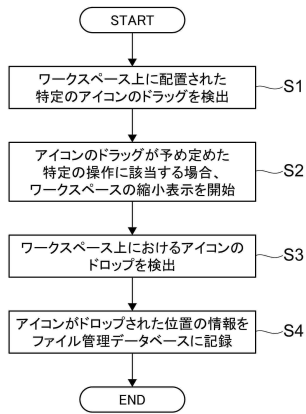 START
ワークスペース上に配置された
特定のアイコンのドラッグを検出
S1
アイコンのドラッグが予め定めた
特定の操作に該当する場合、
ワークスペースの縮小表示を開始
S2
ワークスペース上におけるアイコンの
ドロップを検出
S3
アイコンがドロップされた位置の情報を
ファイル管理データベースに記録
S4
END